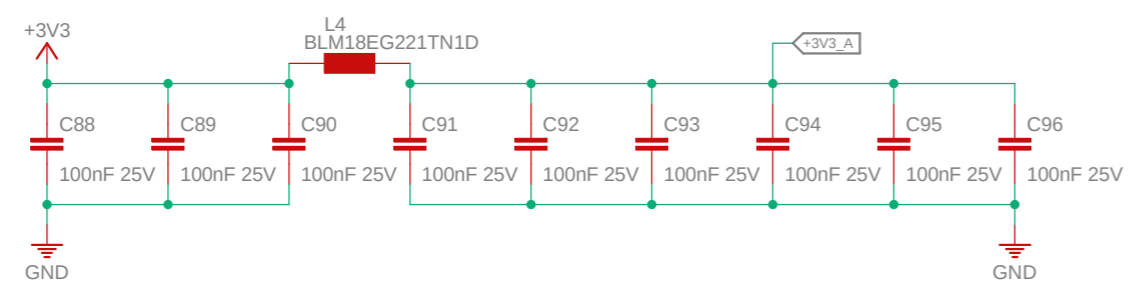 L4
+3V3
BLM18EG221TN1D
+3V3_A
C88
C89
C90
C91
C92
C93
C94
C95
C96
100nF 25V
100nF 25V
100nF 25V
100nF 25V
100nF 25V
100nF 25V
100nF 25V
100nF 25V
100nF 25V
GND
GND